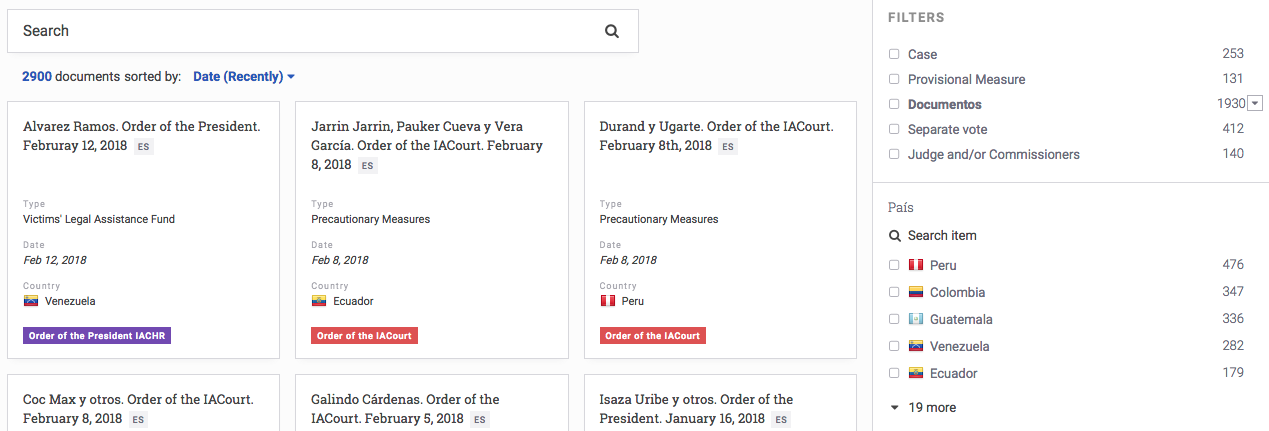 Search
2900 documents sorted by: Date (Recently)
Alvarez Ramos. Order of the President.
Februray 12, 2018 ES
Type
Victims' Legal Assistance Fund
Date
Feb 12, 2018
Country
Venezuela
Order of the President IACHR
Jarrin Jarrin, Pauker Cueva y Vera
García. Order of the IACourt. February
8, 2018 ES
Type
Precautionary Measures
Date
Feb 8, 2018
Country
Ecuador
Order of the IACourt
Durand y Ugarte. Order of the IACourt.
February 8th, 2018 ES
Type
Precautionary Measures
Date
Feb 8, 2018
Country
Peru
Order of the IACourt
Coc Max y otros. Order of the IACourt.
February 8, 2018 ES
Galindo Cárdenas. Order of the
IACourt. February 5, 2018 ES
Isaza Uribe y otros. Order of the
President. January 16, 2018 ES
FILTERS
Case 253
Provisional Measure 131
Documentos 1930
Separate vote 412
Judge and/or Commissioners 140
País
Search item
Peru 476
Colombia 347
Guatemala 336
Venezuela 282
Ecuador 179
19 more